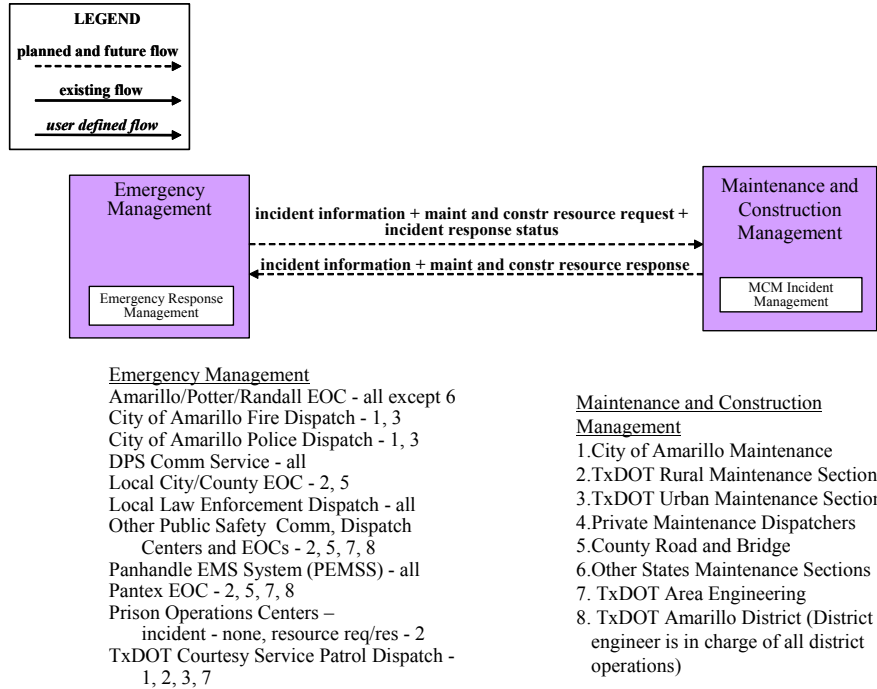 LEGEND
planned and future flow
existing flow
user defined flow
Emergency
Management
Emergency Response
Management
incident information + maint and constr resource request +
incident response status
incident information + maint and constr resource response
Maintenance and
Construction
Management
MCM Incident
Management
Emergency Management
Amarillo/Potter/Randall EOC - all except 6
City of Amarillo Fire Dispatch - 1, 3
City of Amarillo Police Dispatch - 1, 3
DPS Comm Service - all
Local City/County EOC - 2, 5
Local Law Enforcement Dispatch - all
Other Public Safety Comm, Dispatch
Centers and EOCs - 2, 5, 7, 8
Panhandle EMS System (PEMSS) - all
Pantex EOC - 2, 5, 7, 8
Prison Operations Centers –
incident - none, resource req/res - 2
TxDOT Courtesy Service Patrol Dispatch -
1, 2, 3, 7
Maintenance and Construction
Management
1.City of Amarillo Maintenance
2.TxDOT Rural Maintenance Section
3.TxDOT Urban Maintenance Section
4.Private Maintenance Dispatchers
5.County Road and Bridge
6.Other States Maintenance Sections
7. TxDOT Area Engineering
8. TxDOT Amarillo District (District
engineer is in charge of all district
operations)